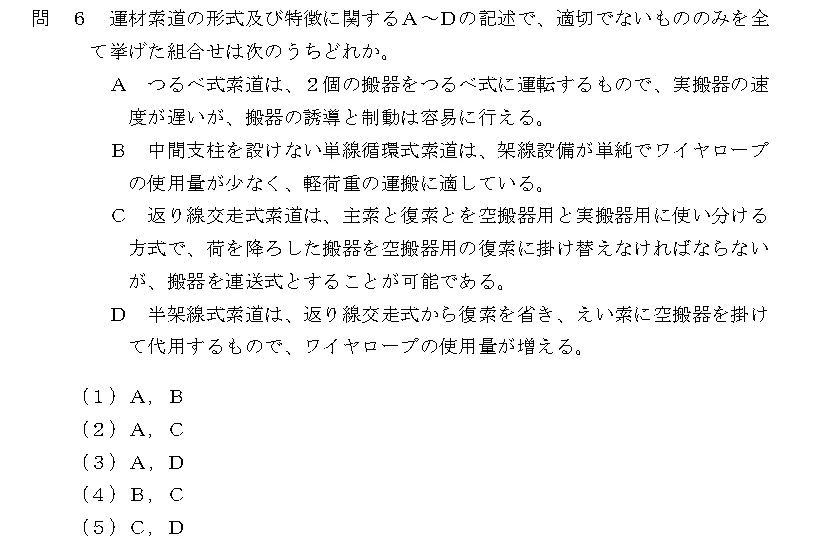 問　６　運材索道の形式及び特徴に関するＡ～Ｄの記述で、適切でないもののみを全
て挙げた組合せは次のうちどれか。
Ａ　つるべ式索道は、２個の搬器をつるべ式に運転するもので、実搬器の速
度が遅いが、搬器の誘導と制動は容易に行える。
Ｂ　中間支柱を設けない単線循環式索道は、架線設備が単純でワイヤロープ
の使用量が少なく、軽荷重の運搬に適している。
Ｃ　返り線交走式索道は、主索と復索とを空搬器用と実搬器用に使い分ける
方式で、荷を降ろした搬器を空搬器用の復索に掛け替えなければならない
が、搬器を連送式とすることが可能である。
Ｄ　半架線式索道は、返り線交走式から復索を省き、えい索に空搬器を掛け
て代用するもので、ワイヤロープの使用量が増える。
（１）Ａ，Ｂ
（２）Ａ，Ｃ
（３）Ａ，Ｄ
（４）Ｂ，Ｃ
（５）Ｃ，Ｄ